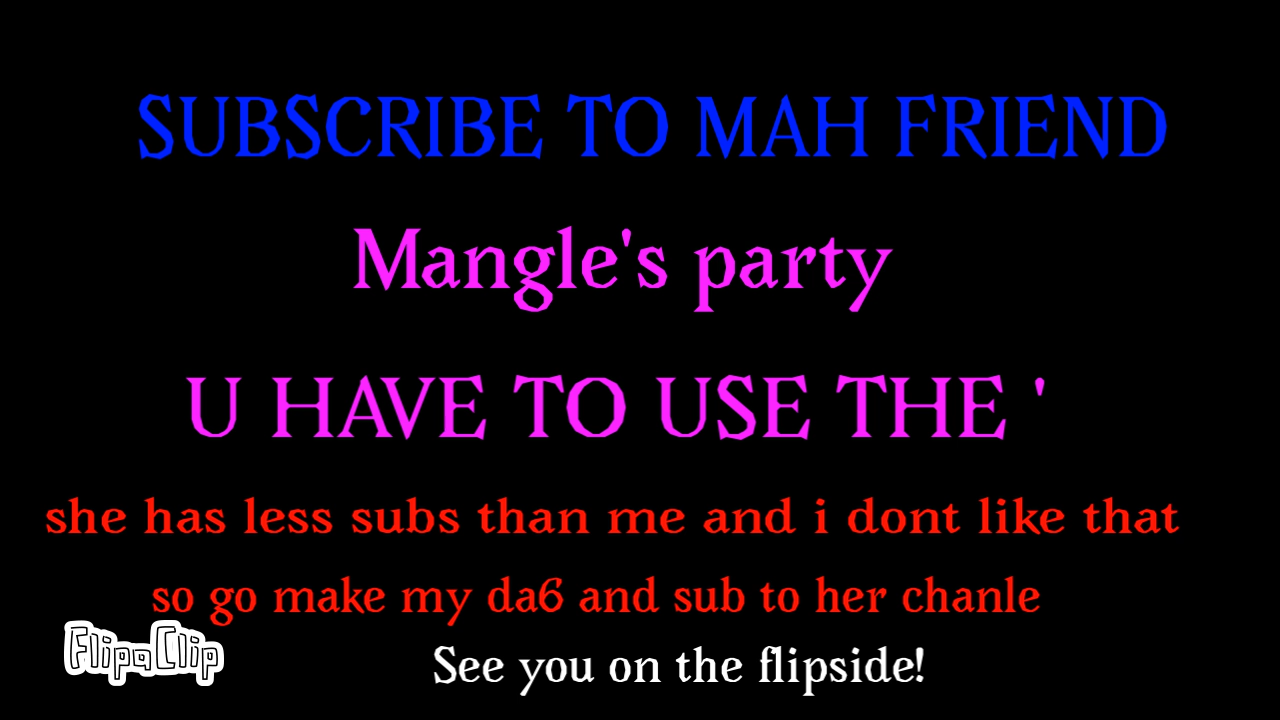 SUBSCRIBE TO MAH FRIEND
Mangle's party
U HAVE TO USE THE '
she has less subs than me and i dont like that
so go make my da6 and sub to her chanle
FlipaClip
See you on the flipside!